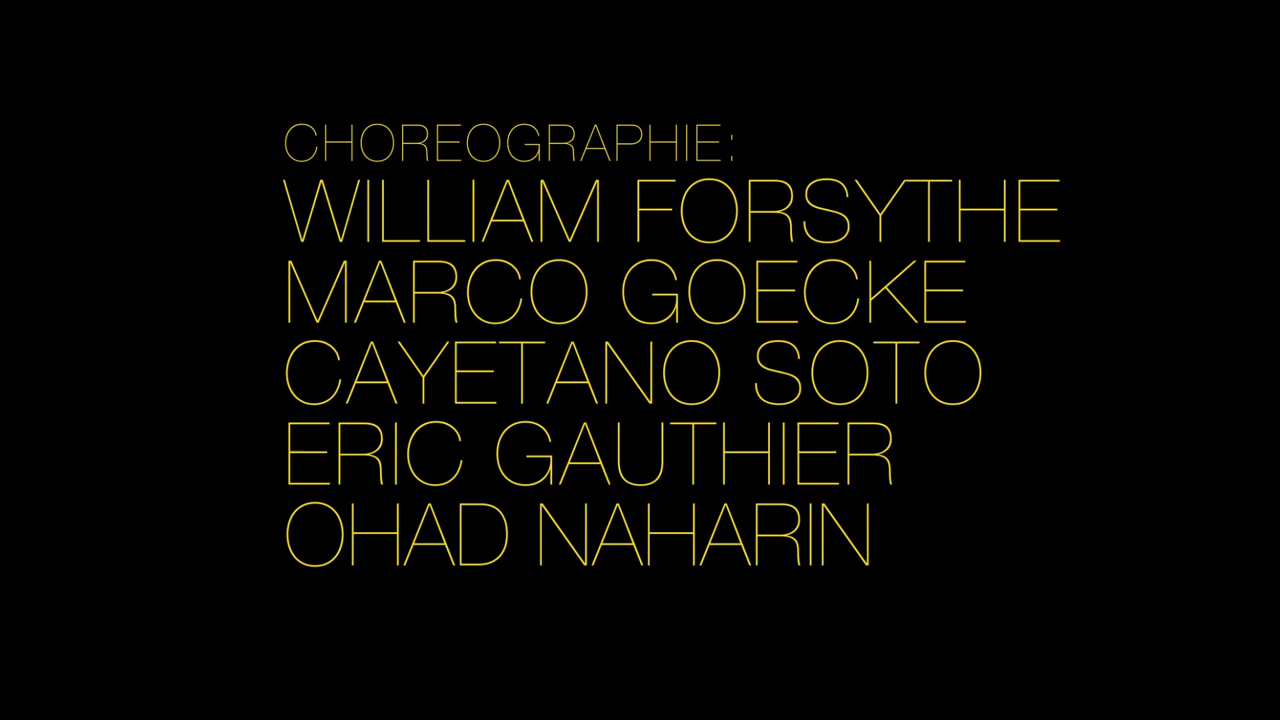 CHOREOGRAPHIE:
WILLIAM FORSYTHE
MARCO GOECKE
CAYETANO SOTO
ERIC GAUTHIER
OHAD NAHARIN